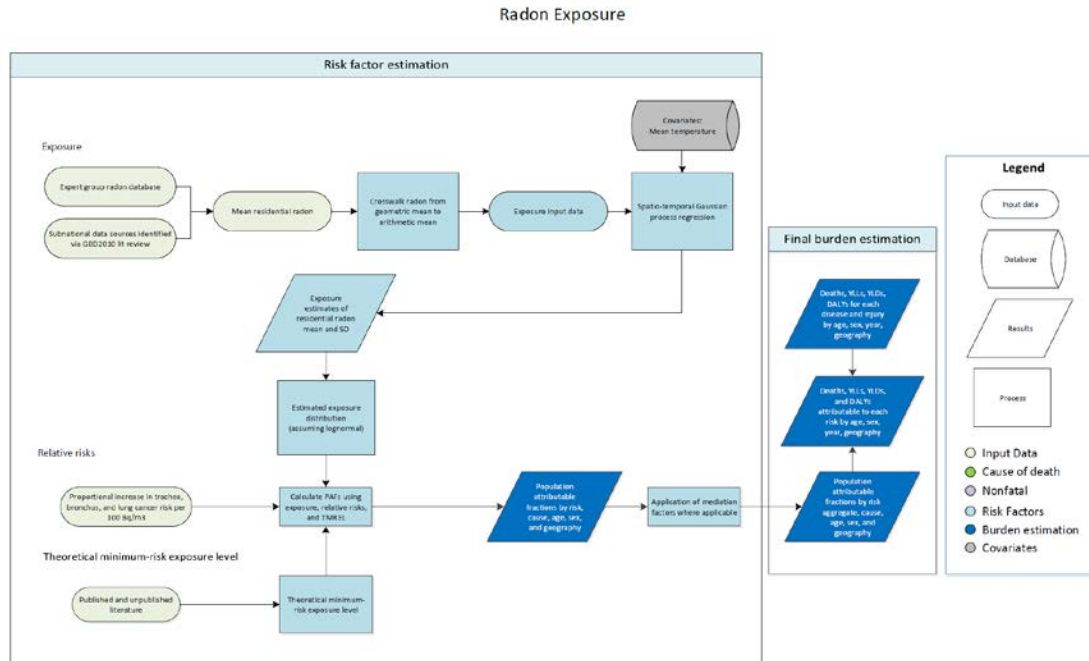 Radon Exposure
Risk factor estimation
Covariates:
Mean temperature
Exposure
Expert group radon database
Subnational data sources identified
via GBD2010 lit review
Mean residential radon
Crosswalk radon from
geometric mean to
arithmetic mean
Exposure input data
Spatio-temporal Gaussian
process regression
Exposure
estimates of
residential radon
mean and SD
Estimated exposure
distribution
(assuming lognormal)
Relative risks
Proportional increase in trachea,
bronchus, and lung cancer risk per
100 Bq/m3
Calculate PAFs using
exposure, relative risks,
and TMREL
Population
attributable
fractions by risk,
cause, age, sex,
and geography
Application of mediation
factors where applicable
Theoretical minimum-risk exposure level
Published and unpublished
literature
Theoretical minimum-
risk exposure level
Final burden estimation
Deaths, YLLs, YLDs,
DALYs for each
disease and injury
by age, sex, year,
geography
Deaths, YLLs, YLDs,
and DALYs
attributable to each
risk by age, sex,
year, geography
Population
attributable
fractions by risk
aggregate, cause,
age, sex, and
geography
Legend
Input data
Database
Results
Process
Input Data
Cause of death
Nonfatal
Risk Factors
Burden estimation
Covariates